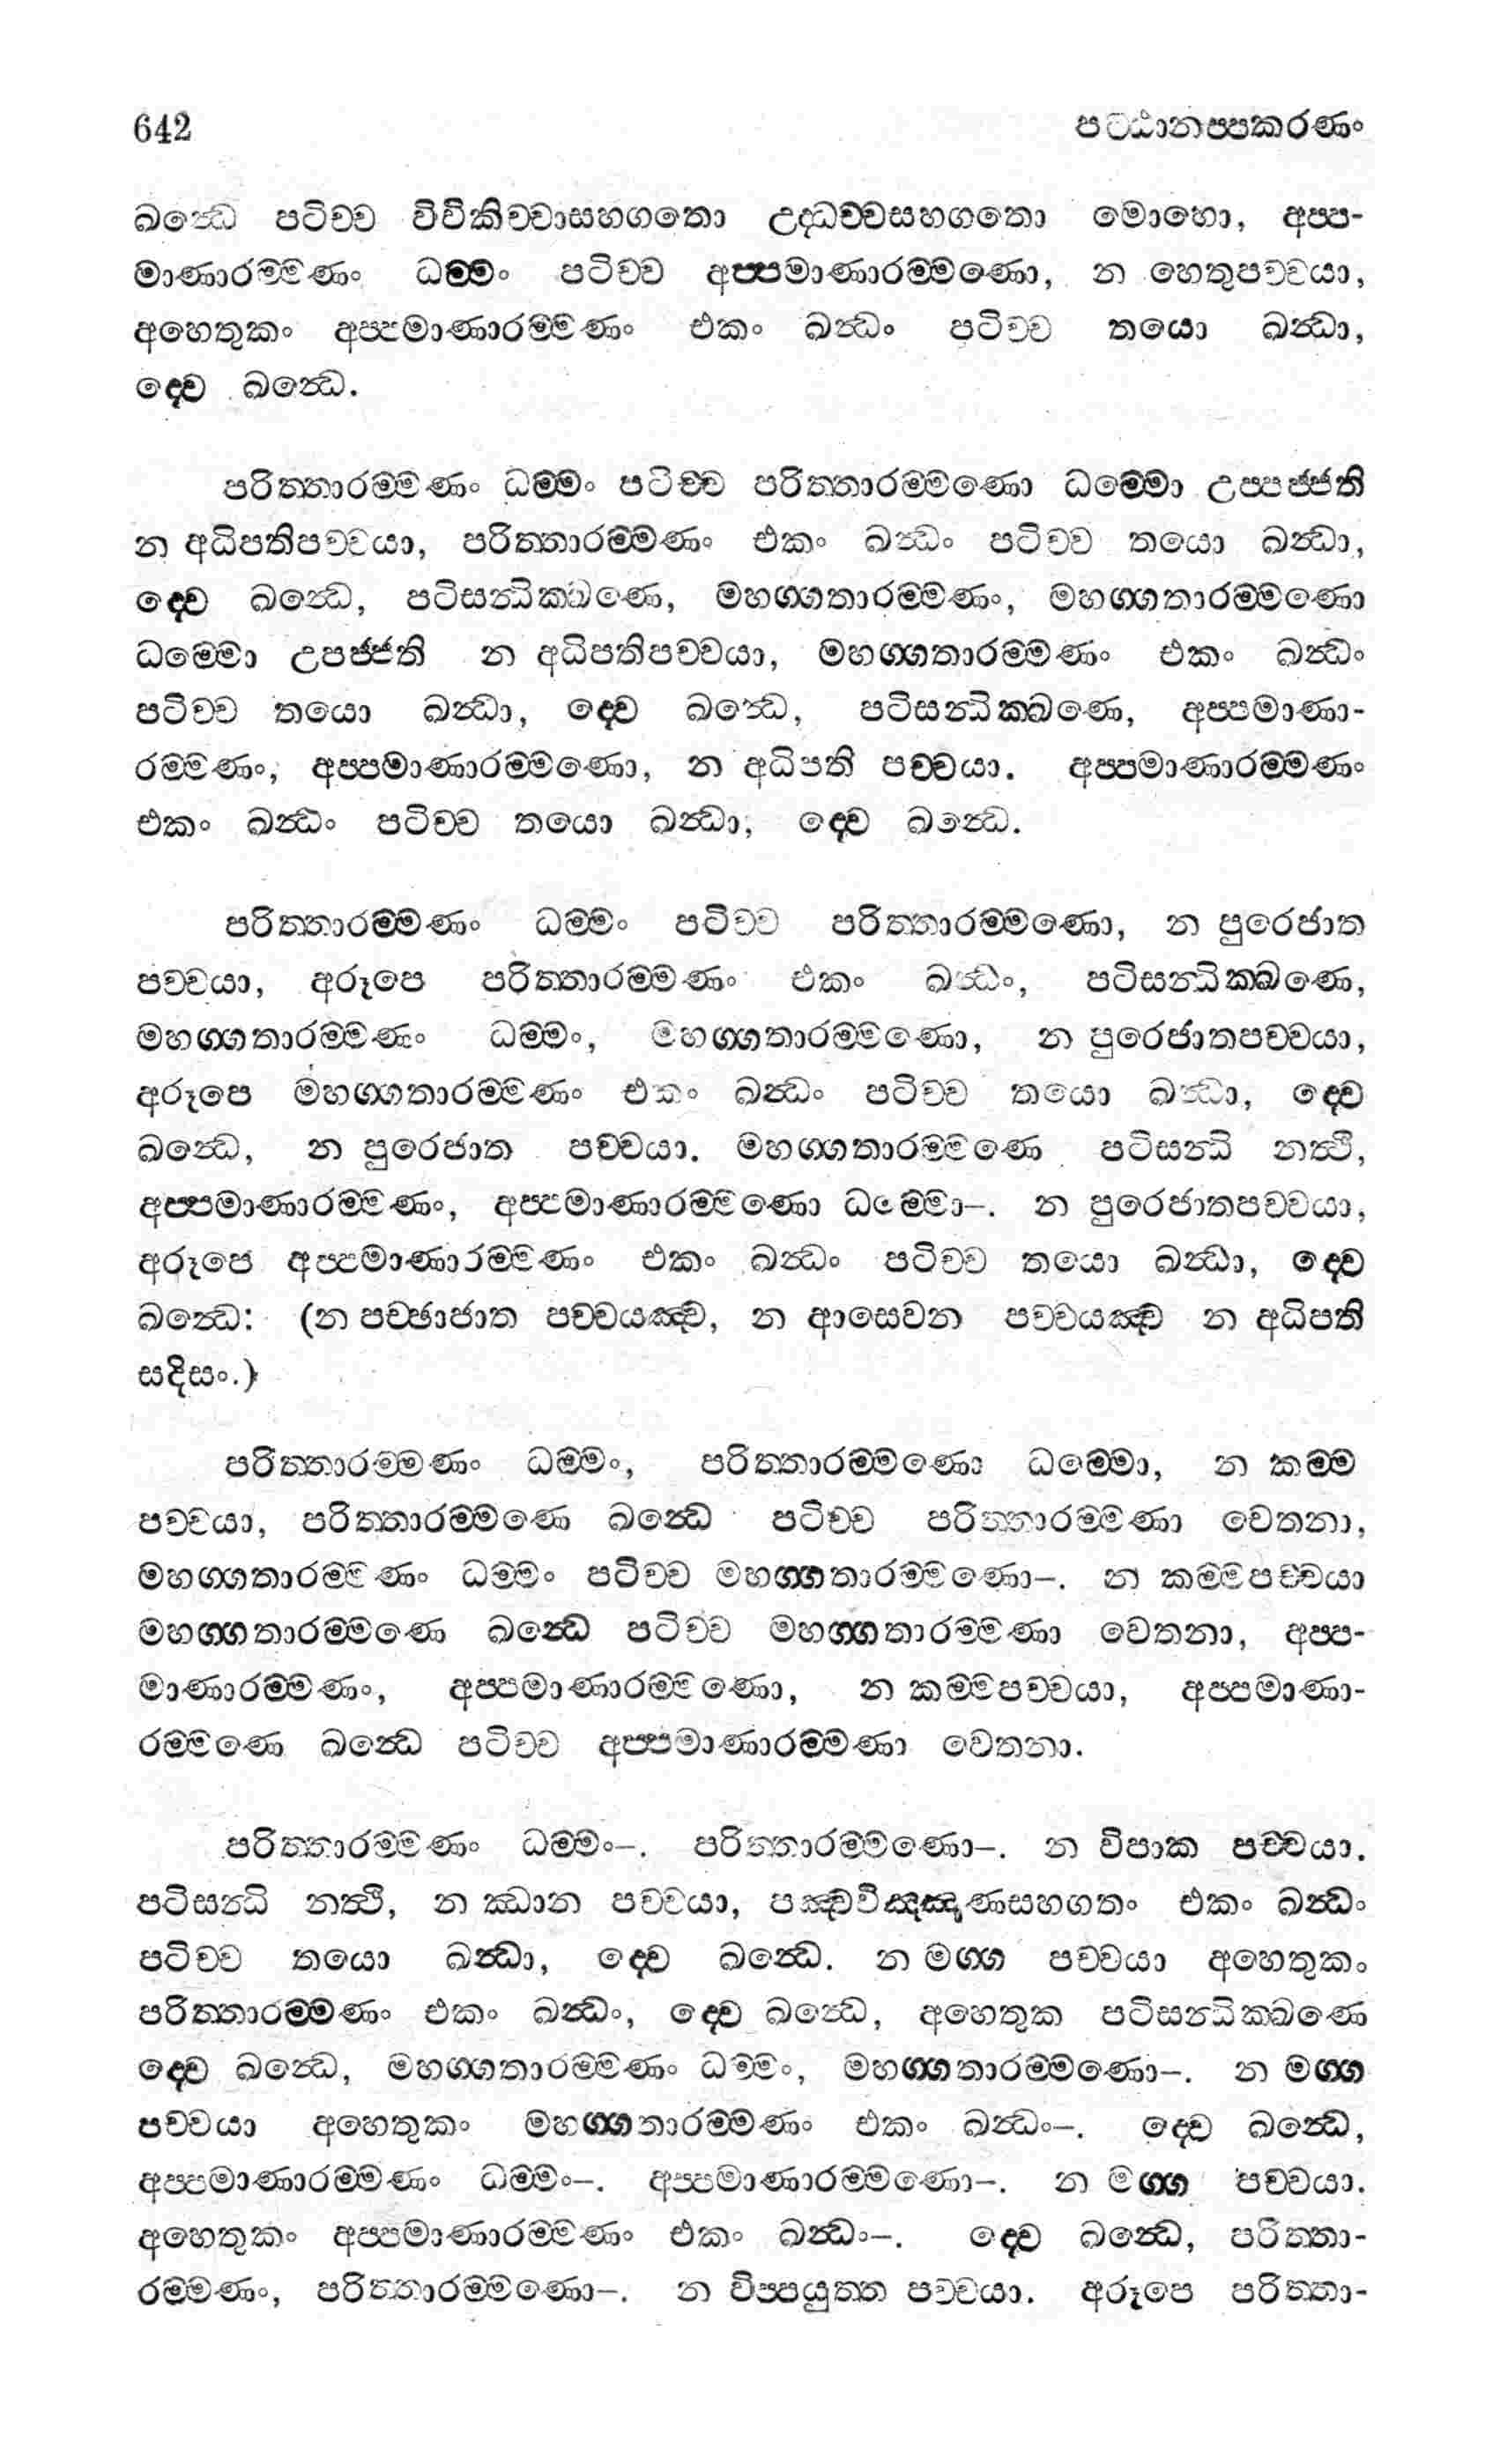 642 පට්ඨානප්පකරණං
ඛන්ධෙ පටිච්ච විචිකිච්චාසහගතො උද්ධච්චසහගතො මොහො, අප්ප-
මාණාරම්මණං ධම්මං පටිච්ච අප්පමාණාරම්මණො, න හෙතුපච්චයා,
අහෙතුකං අප්පමාණාරම්මණං එකං ඛන්ධං පටිච්ච තයො ඛන්ධා,
ද්වෙ ඛන්ධෙ.
පරිත්තාරම්මණං ධම්මං පටිච්ච පරිත්තාරම්මණො ධම්මො උප්පජ්ජති
න අධිපතිපච්චයා, පරිත්තාරම්මණං එකං ඛන්ධං පටිච්ච තයො ඛන්ධා,
ද්වෙ ඛන්ධෙ, පටිසන්ධික්ඛණෙ, මහග්ගතාරම්මණං, මහග්ගතාරම්මණො
ධම්මො උපජ්ජති න අධිපතිපච්චයා, මහග්ගතාරම්මණං එකං ඛන්ධං
පටිච්ච තයො ඛන්ධා, ද්වෙ ඛන්ධෙ, පටිසන්ධික්ඛණෙ, අප්පමාණා-
රම්මණං, අප්පමාණාරම්මණො, න අධිපති පච්චයා. අප්පමාණාරම්මණං
එකං ඛන්ධං පටිච්ච තයො ඛන්ධා, ද්වෙ ඛන්ධෙ.
පරිත්තාරම්මණං ධම්මං පටිච්ච පරිත්තාරම්මණො, න පුරෙජාත
පච්චයා, අරූපෙ පරිත්තාරම්මණං එකං ඛන්ධං, පටිසන්ධික්ඛණෙ,
මහග්ගතාරම්මණං ධම්මං, මහග්ගතාරම්මණො, න පුරෙජාතපච්චයා,
අරූපෙ මහග්ගතාරම්මණං එකං ඛන්ධං පටිච්ච තයො ඛන්ධා, ද්වෙ
ඛන්ධෙ, න පුරෙජාත පච්චයා. මහග්ගතාරම්මණෙ පටිසන්ධි නත්ථි,
අප්පමාණාරම්මණං, අප්පමාණාරම්මණො ධම්මො–. න පුරෙජාතපච්චයා,
අරූපෙ අප්පමාණාරම්මණං එකං ඛන්ධං පටිච්ච තයො ඛන්ධා, ද්වෙ
ඛන්ධෙ: (න පච්ඡාජාත පච්චයඤ්ච, න ආසෙවන පච්චයඤ්ච න අධිපති
සදිසං.)
පරිත්තාරම්මණං ධම්මං, පරිත්තාරම්මණො ධම්මො, න කම්ම
පච්චයා, පරිත්තාරම්මණෙ ඛන්ධෙ පටිච්ච පරිත්තාරම්මණා චෙතනා,
මහග්ගතාරම්මණං ධම්මං පටිච්ච මහග්ගතාරම්මණො–. න කම්මපච්චයා
මහග්ගතාරම්මණෙ ඛන්ධෙ පටිච්ච මහග්ගතාරම්මණා චෙතනා, අප්ප-
මාණාරම්මණං, අප්පමාණාරම්මණො, න කම්මපච්චයා, අප්පමාණා-
රම්මණෙ ඛන්ධෙ පටිච්ච අප්පමාණාරම්මණා චෙතනා.
පරිත්තාරම්මණං ධම්මං–. පරිත්තාරම්මණො–. න විපාක පච්චයා.
පටිසන්ධි නත්ථි, න ඣාන පච්චයා, පඤ්චවිඤ්ඤාණසහගතං එකං ඛන්ධං
පටිච්ච තයො ඛන්ධා, ද්වෙ ඛන්ධෙ. න මග්ග පච්චයා අහෙතුකං
පරිත්තාරම්මණං එකං ඛන්ධං, ද්වෙ ඛන්ධෙ, අහෙතුක පටිසන්ධික්ඛණෙ
ද්වෙ ඛන්ධෙ, මහග්ගතාරම්මණං ධම්මං, මහග්ගතාරම්මණො–. න මග්ග
පච්චයා අහෙතුකං මහග්ගතාරම්මණං එකං ඛන්ධං–. ද්වෙ ඛන්ධෙ,
අප්පමාණාරම්මණං ධම්මං–. අප්පමාණාරම්මණො–. න මග්ග පච්චයා.
අහෙතුකං අප්පමාණාරම්මණං එකං ඛන්ධං–. ද්වෙ ඛන්ධෙ, පරිත්තා-
රම්මණං, පරිත්තාරම්මණො–. න විප්පයුත්ත පච්චයා. අරූපෙ පරිත්තා-